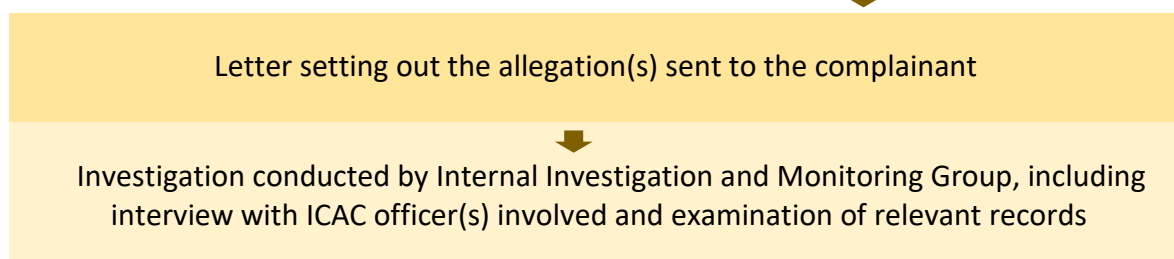 Letter setting out the allegation(s) sent to the complainant
Investigation conducted by Internal Investigation and Monitoring Group, including
interview with ICAC officer(s) involved and examination of relevant records